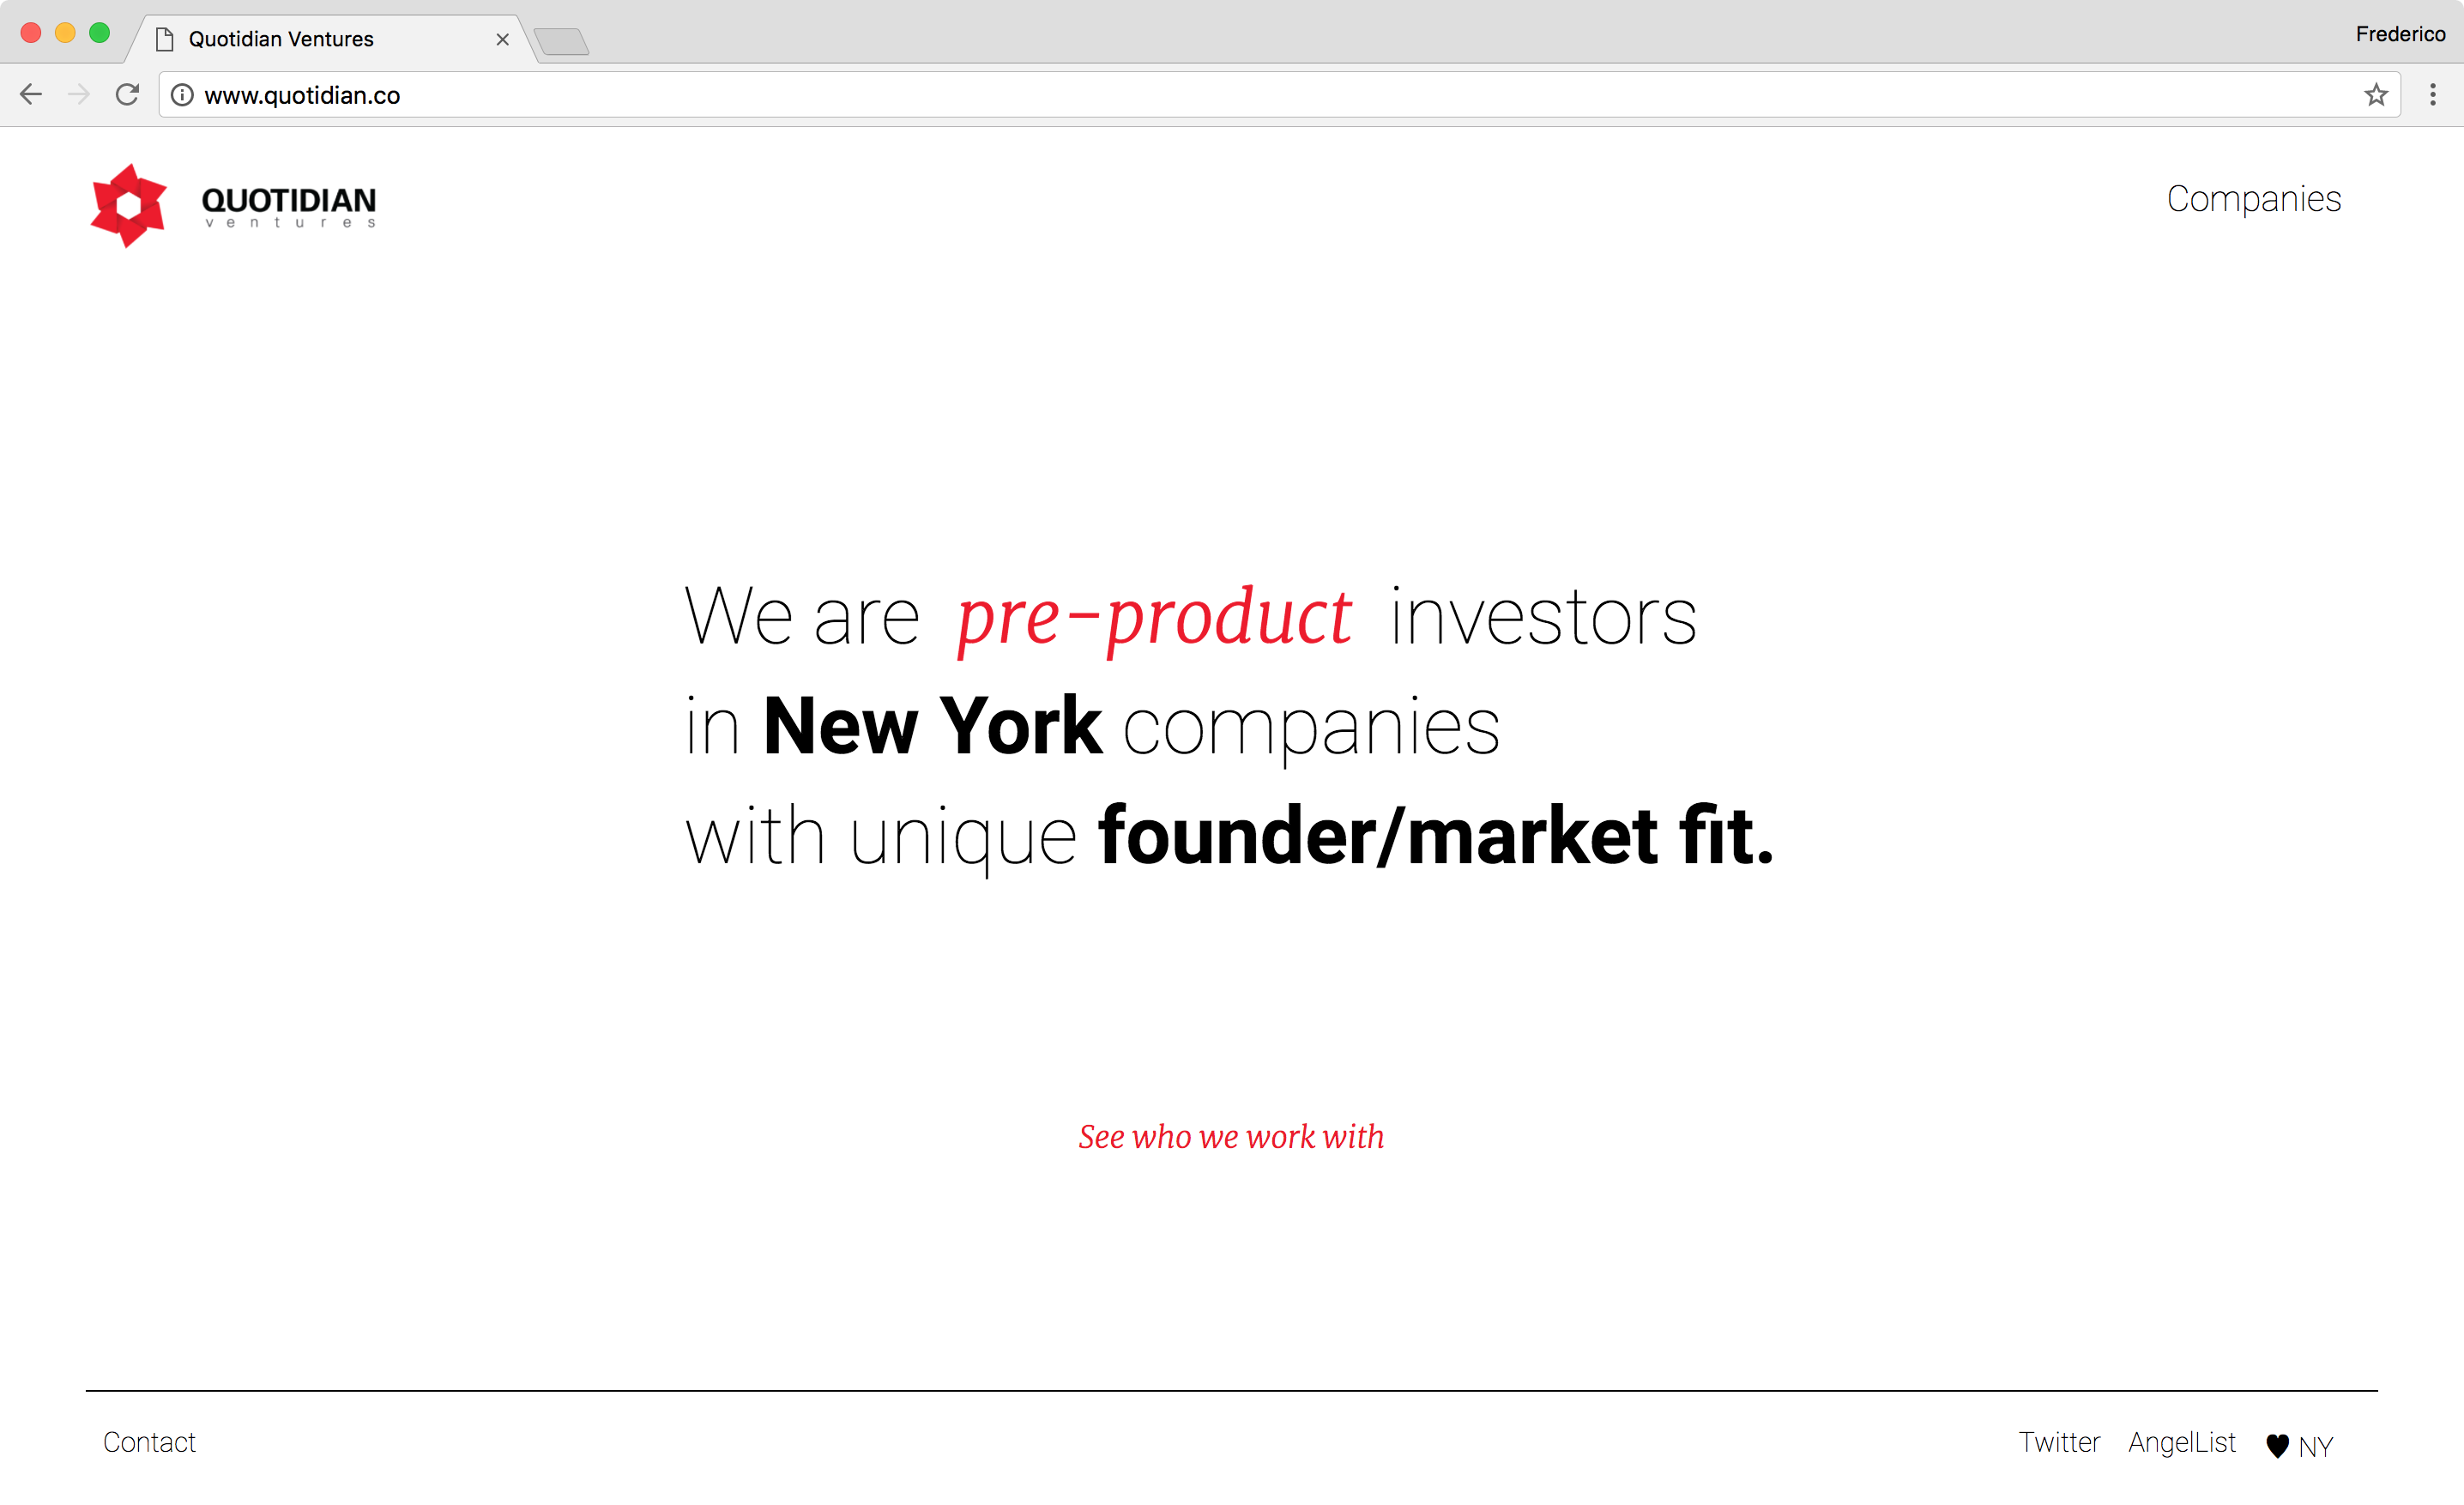 Quotidian Ventures
Frederico
www.quotidian.co
QUOTIDIAN
ventures
Companies
We are pre-product investors
in New York companies
with unique founder/market fit.
See who we work with
Contact
Twitter AngelList ♥ NY